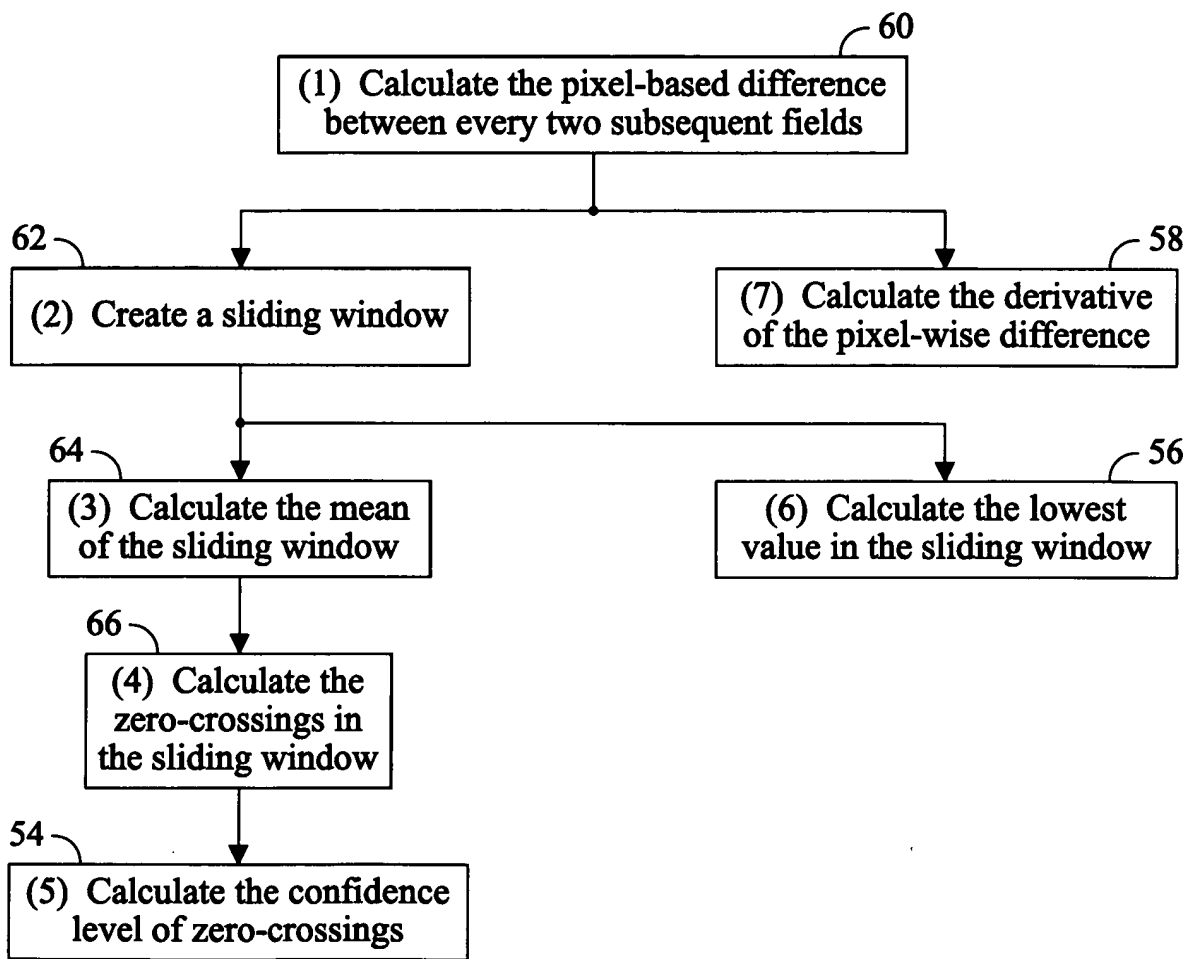 60
(1) Calculate the pixel-based difference
between every two subsequent fields
62
(2) Create a sliding window
58
(7) Calculate the derivative
of the pixel-wise difference
64
(3) Calculate the mean
of the sliding window
56
(6) Calculate the lowest
value in the sliding window
66
(4) Calculate the
zero-crossings in
the sliding window
54
(5) Calculate the confidence
level of zero-crossings